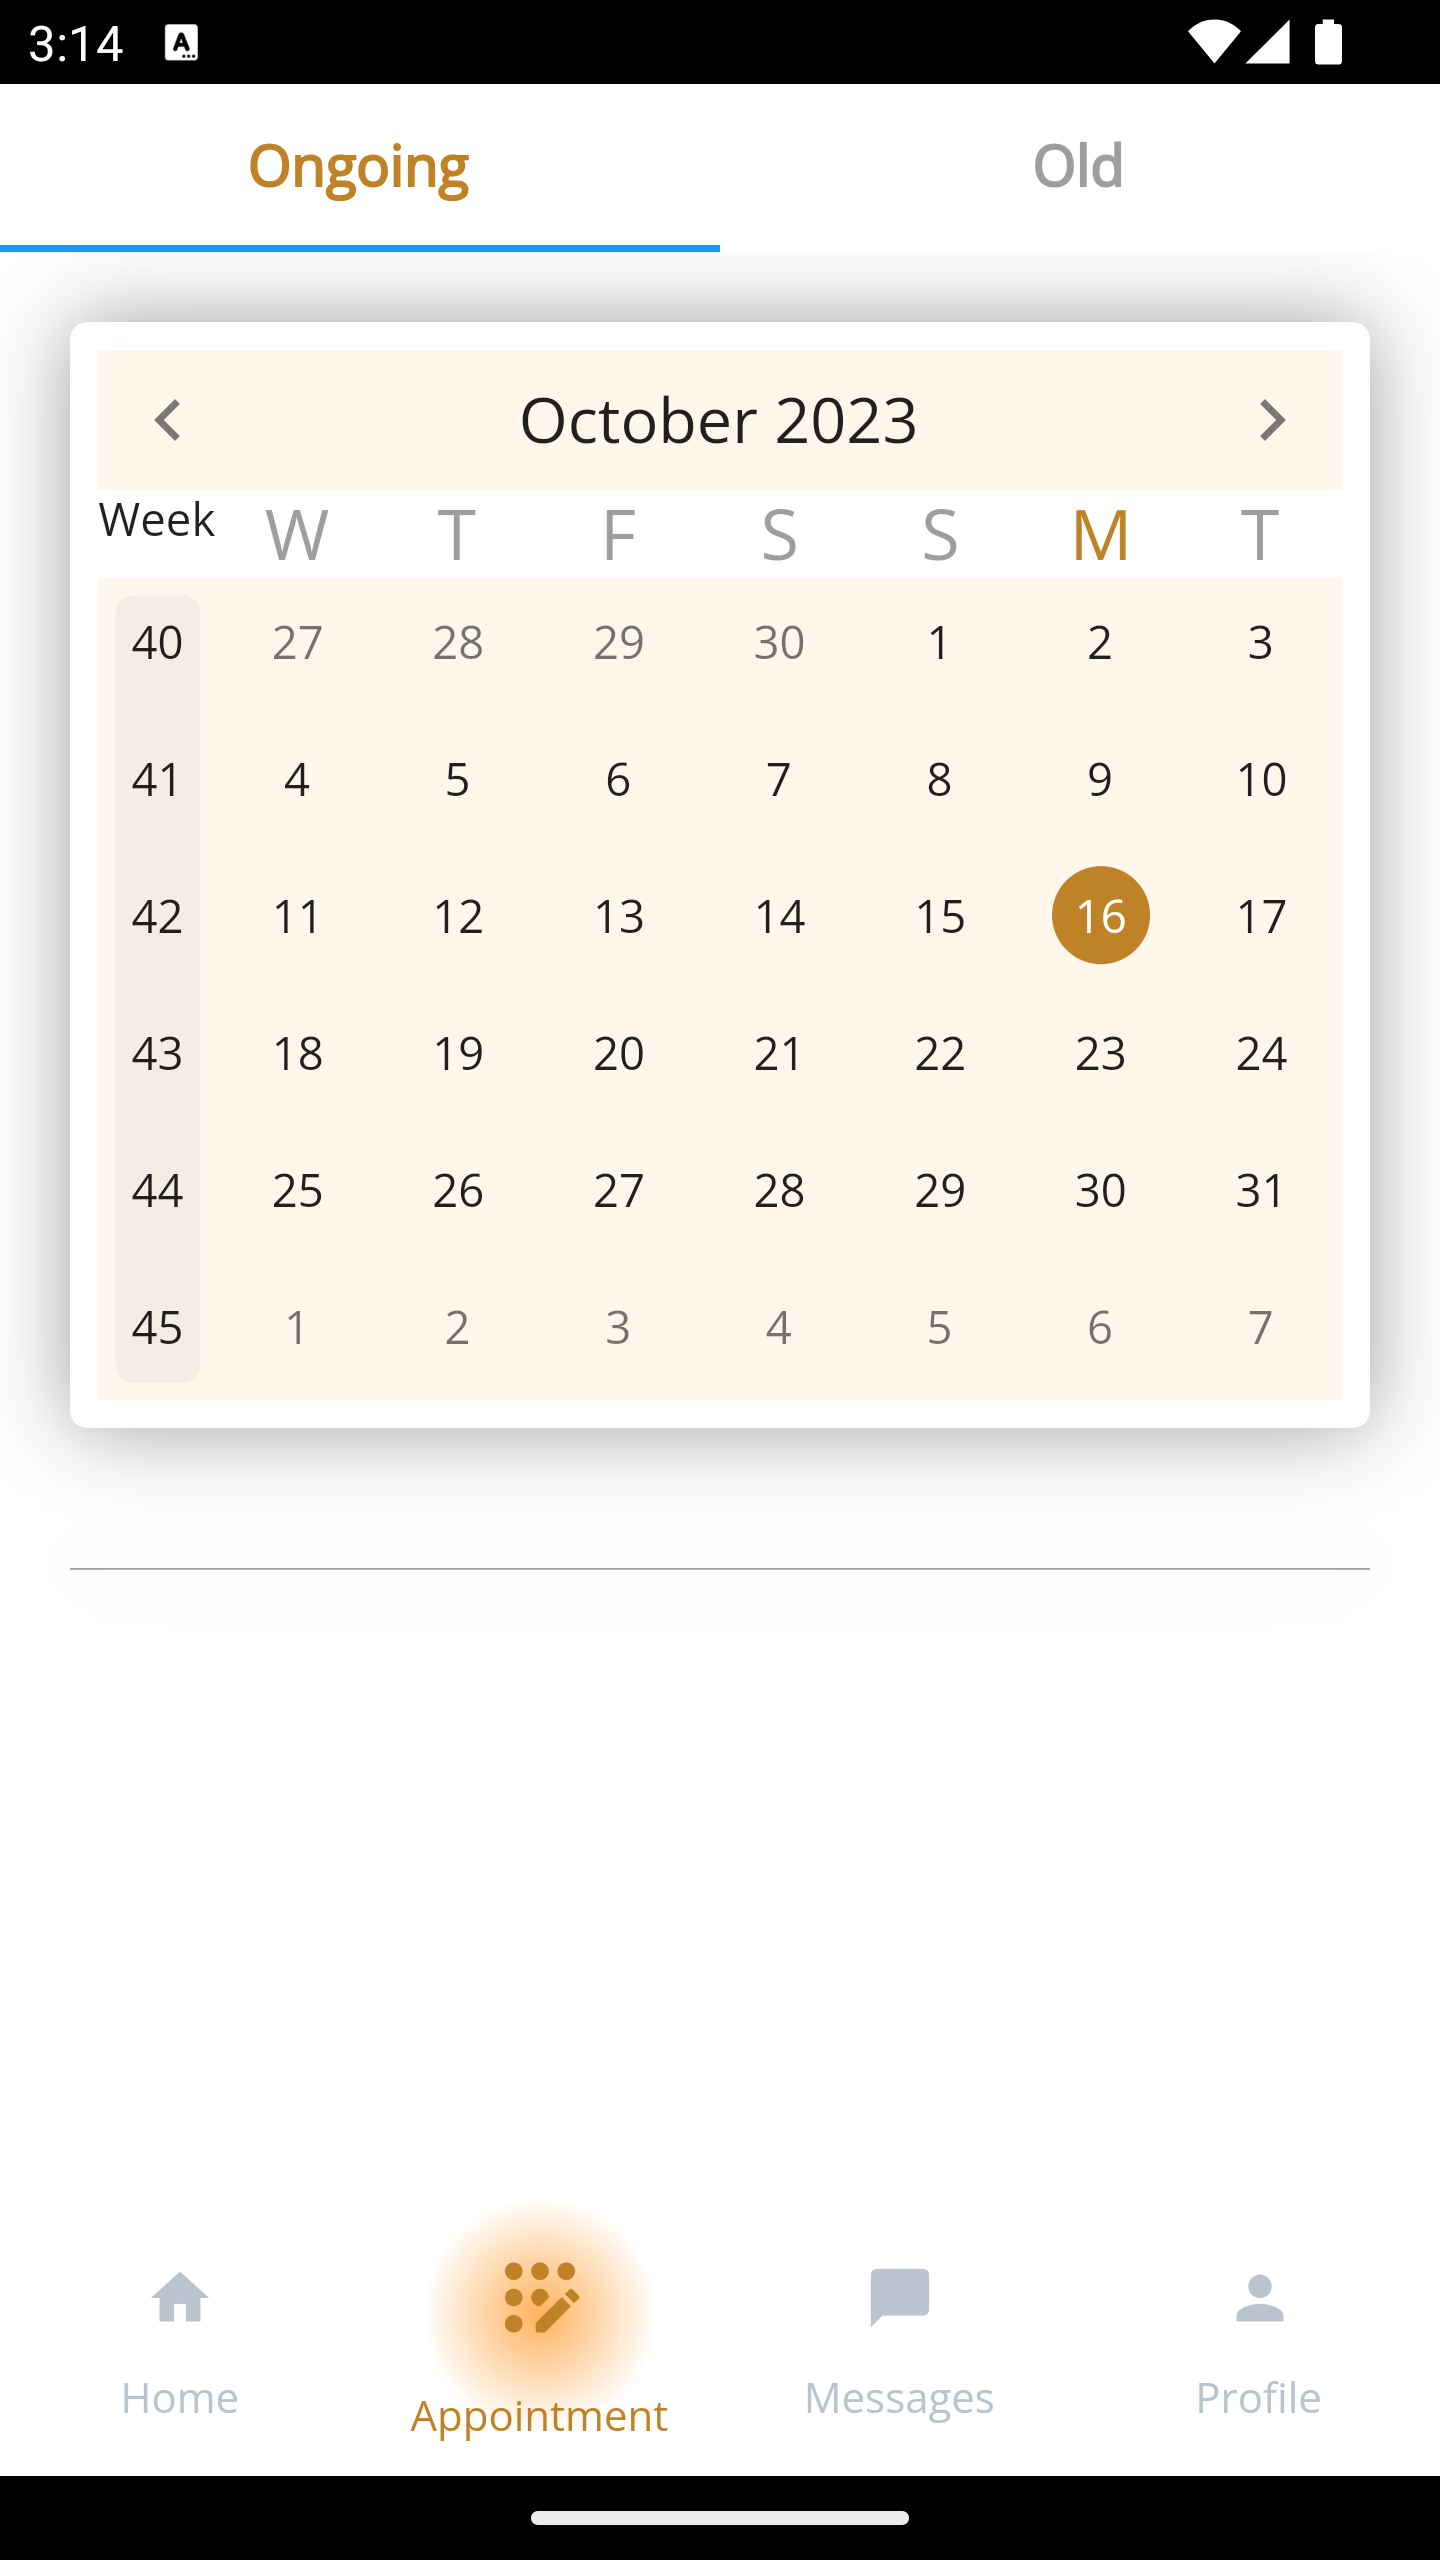 3:14
Ongoing Old
October 2023
Week W T F S S M T
40 27 28 29 30 1 2 3
41 4 5 6 7 8 9 10
42 11 12 13 14 15 16 17
43 18 19 20 21 22 23 24
44 25 26 27 28 29 30 31
45 1 2 3 4 5 6 7
Home Appointment Messages Profile